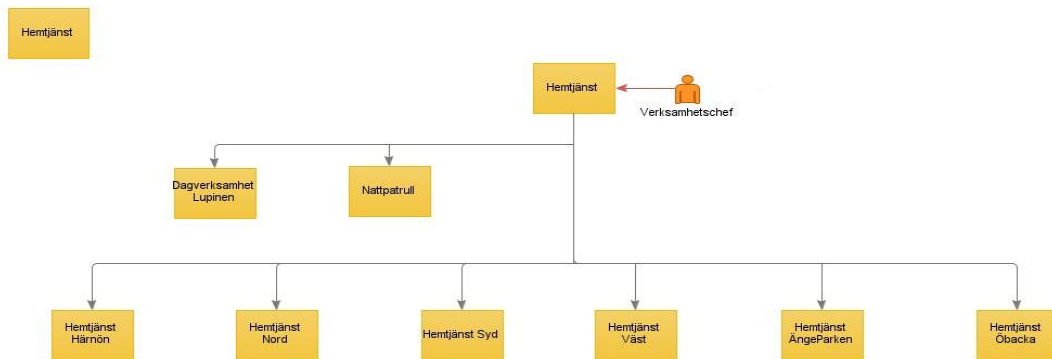 Hemtjänst
Hemtjänst
Verksamhetschef
Dagverksamhet
Lupinen
Nattpatrull
Hemtjänst
Härnön
Hemtjänst
Nord
Hemtjänst Syd
Hemtjänst
Väst
Hemtjänst
ÄngeParken
Hemtjänst
Öbacka